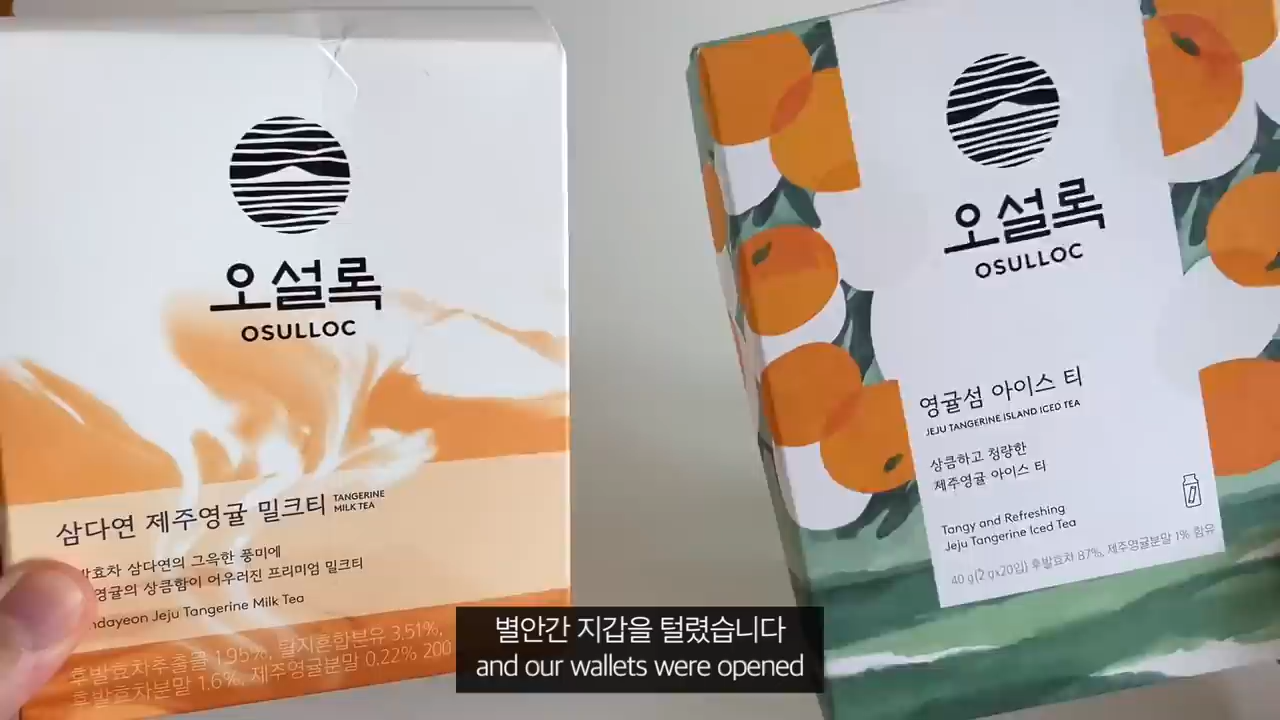 오설록
OSULLOC
삼다연 제주영귤 밀크티
TANGERINE
MILK TEA
발효차 삼다연의 그윽한 풍미에
영귤의 상큼함이 어우러진 프리미엄 밀크티
ndayeon Jeju Tangerine Milk Tea
후발효차추출물 1.95%, 탈지혼합분유 3.51%,
후발효차분말 1.6%, 제주영귤분말 0.22% 200
오설록
OSULLOC
영귤섬 아이스 티
JEJU TANGERINE ISLAND ICED TEA
상큼하고 청량한
제주영귤 아이스 티
Tangy and Refreshing
Jeju Tangerine Iced Tea
40 g(2 gx20입) 후발효차 87%, 제주영귤분말 1% 함유
별안간 지갑을 털렸습니다
and our wallets were opened